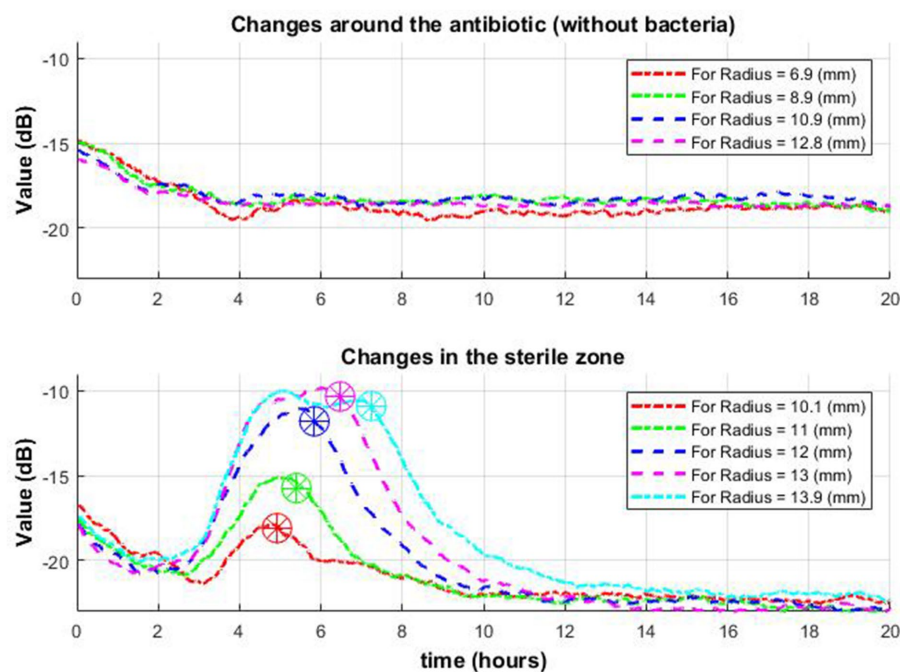 Changes around the antibiotic (without bacteria)
Value (dB)
-10
-15
-20
For Radius = 6.9 (mm)
For Radius = 8.9 (mm)
For Radius = 10.9 (mm)
For Radius = 12.8 (mm)
0 2 4 6 8 10 12 14 16 18 20
Changes in the sterile zone
Value (dB)
-10
-15
-20
For Radius = 10.1 (mm)
For Radius = 11 (mm)
For Radius = 12 (mm)
For Radius = 13 (mm)
For Radius = 13.9 (mm)
0 2 4 6 8 10 12 14 16 18 20
time (hours)